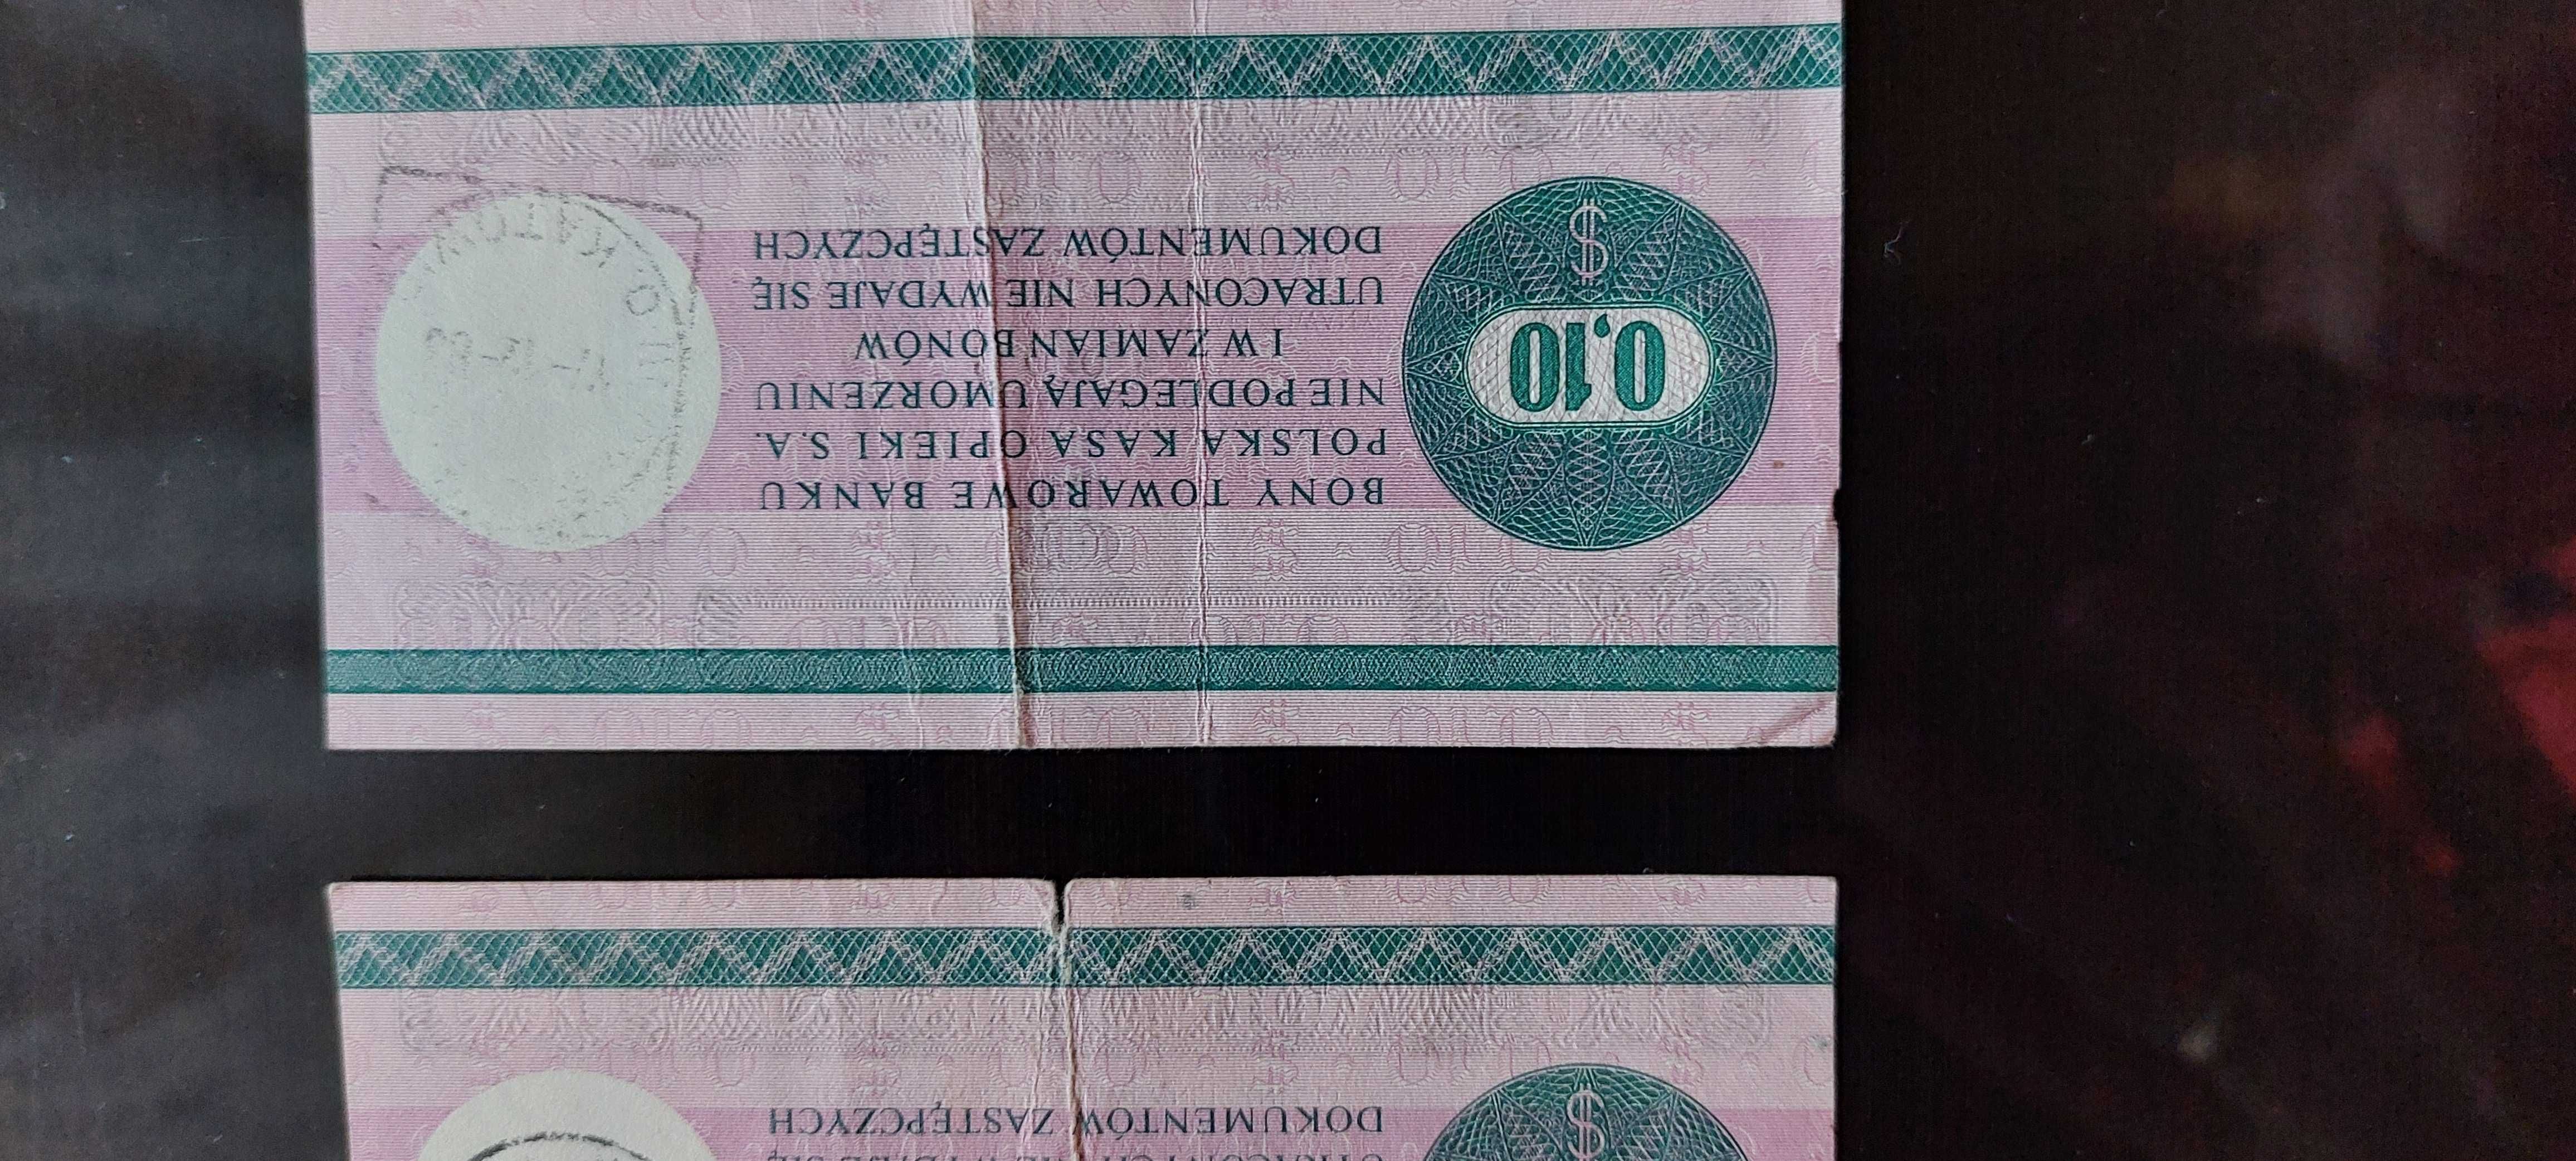 BONY TOWAROWE BANKU
POLSKA KASA OPIEKI S.A.
NIE PODLEGAJĄ UMORZENIU
I W ZAMIAN BONÓW
UTRACONYCH NIE WYDAJE SIĘ
DOKUMENTÓW ZASTĘPCZYCH
0,10
$
DOKUMENTÓW ZASTĘPCZYCH
$